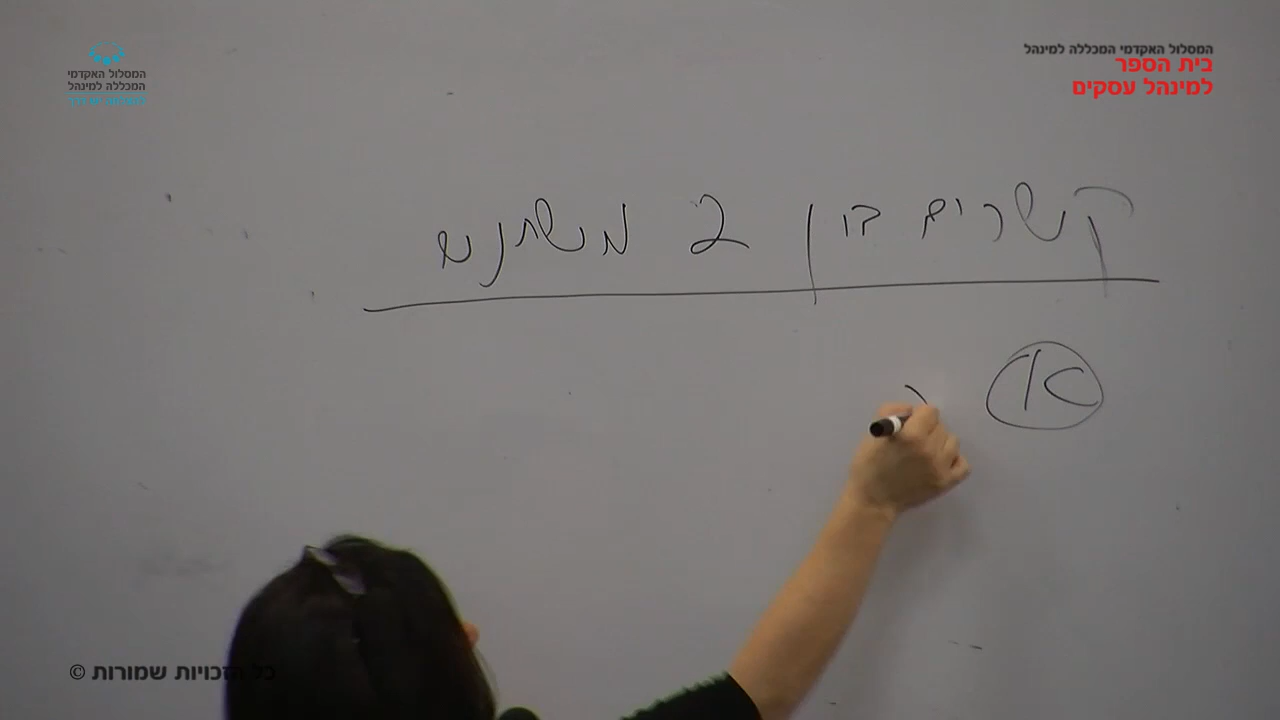 המסלול האקדמי המכללה למינהל
בית הספר
למינהל עסקים
המסלול האקדמי
המכללה למינהל
קשרים בין 2 משתנים
א
כל הזכויות שמורות ©